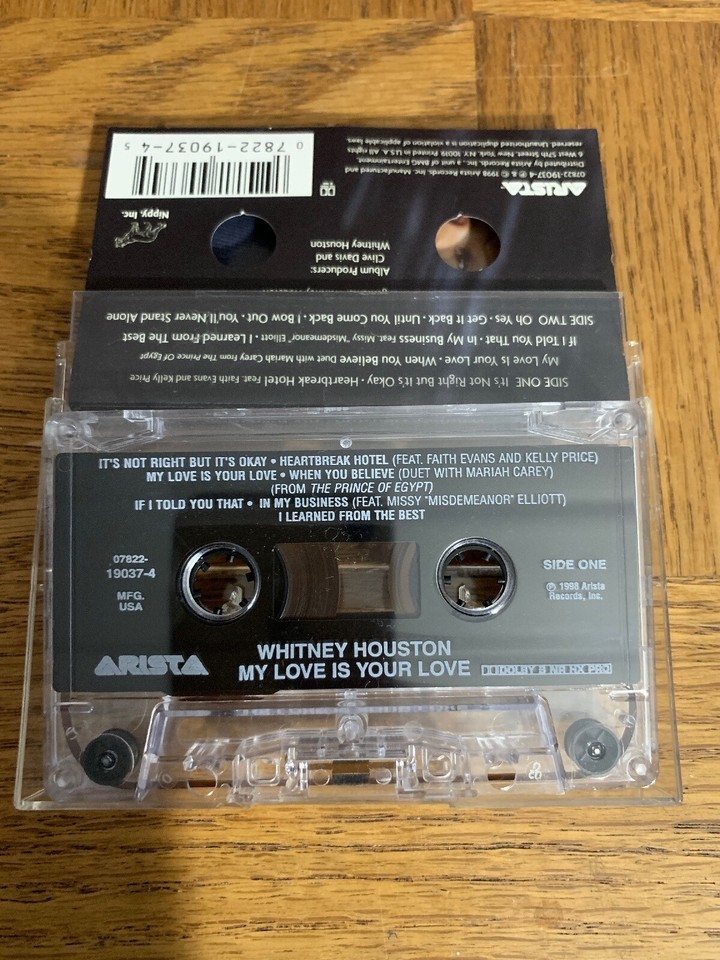 SIDE ONE It's Not Right But It's Okay • Heartbreak Hotel Feat. Faith Evans and Kelly Price
My Love Is Your Love • When You Believe Duet with Mariah Carey From The Prince Of Egypt
If I Told You That • In My Business Feat. Missy "Misdemeanor" Elliott • I Learned From The Best
SIDE TWO Oh Yes • Get It Back • Until You Come Back • I Bow Out • You'll Never Stand Alone
Album Producers:
Clive Davis and
Whitney Houston
Nippy, Inc.
ARISTA
07822-19037-4 ℗ & © 1998 Arista Records, Inc. Manufactured and
Distributed by Arista Records, Inc., a unit of BMG Entertainment,
6 West 57th Street, New York, NY 10019. Printed in U.S.A. All rights
reserved. Unauthorized duplication is a violation of applicable laws.
0 7822-19037-4 5
IT'S NOT RIGHT BUT IT'S OKAY • HEARTBREAK HOTEL (FEAT. FAITH EVANS AND KELLY PRICE)
MY LOVE IS YOUR LOVE • WHEN YOU BELIEVE (DUET WITH MARIAH CAREY)
(FROM THE PRINCE OF EGYPT)
IF I TOLD YOU THAT • IN MY BUSINESS (FEAT. MISSY "MISDEMEANOR" ELLIOTT)
I LEARNED FROM THE BEST
07822-
19037-4
MFG.
USA
SIDE ONE
℗ 1998 Arista
Records, Inc.
WHITNEY HOUSTON
MY LOVE IS YOUR LOVE
ARISTA
DOLBY B NR HX PRO